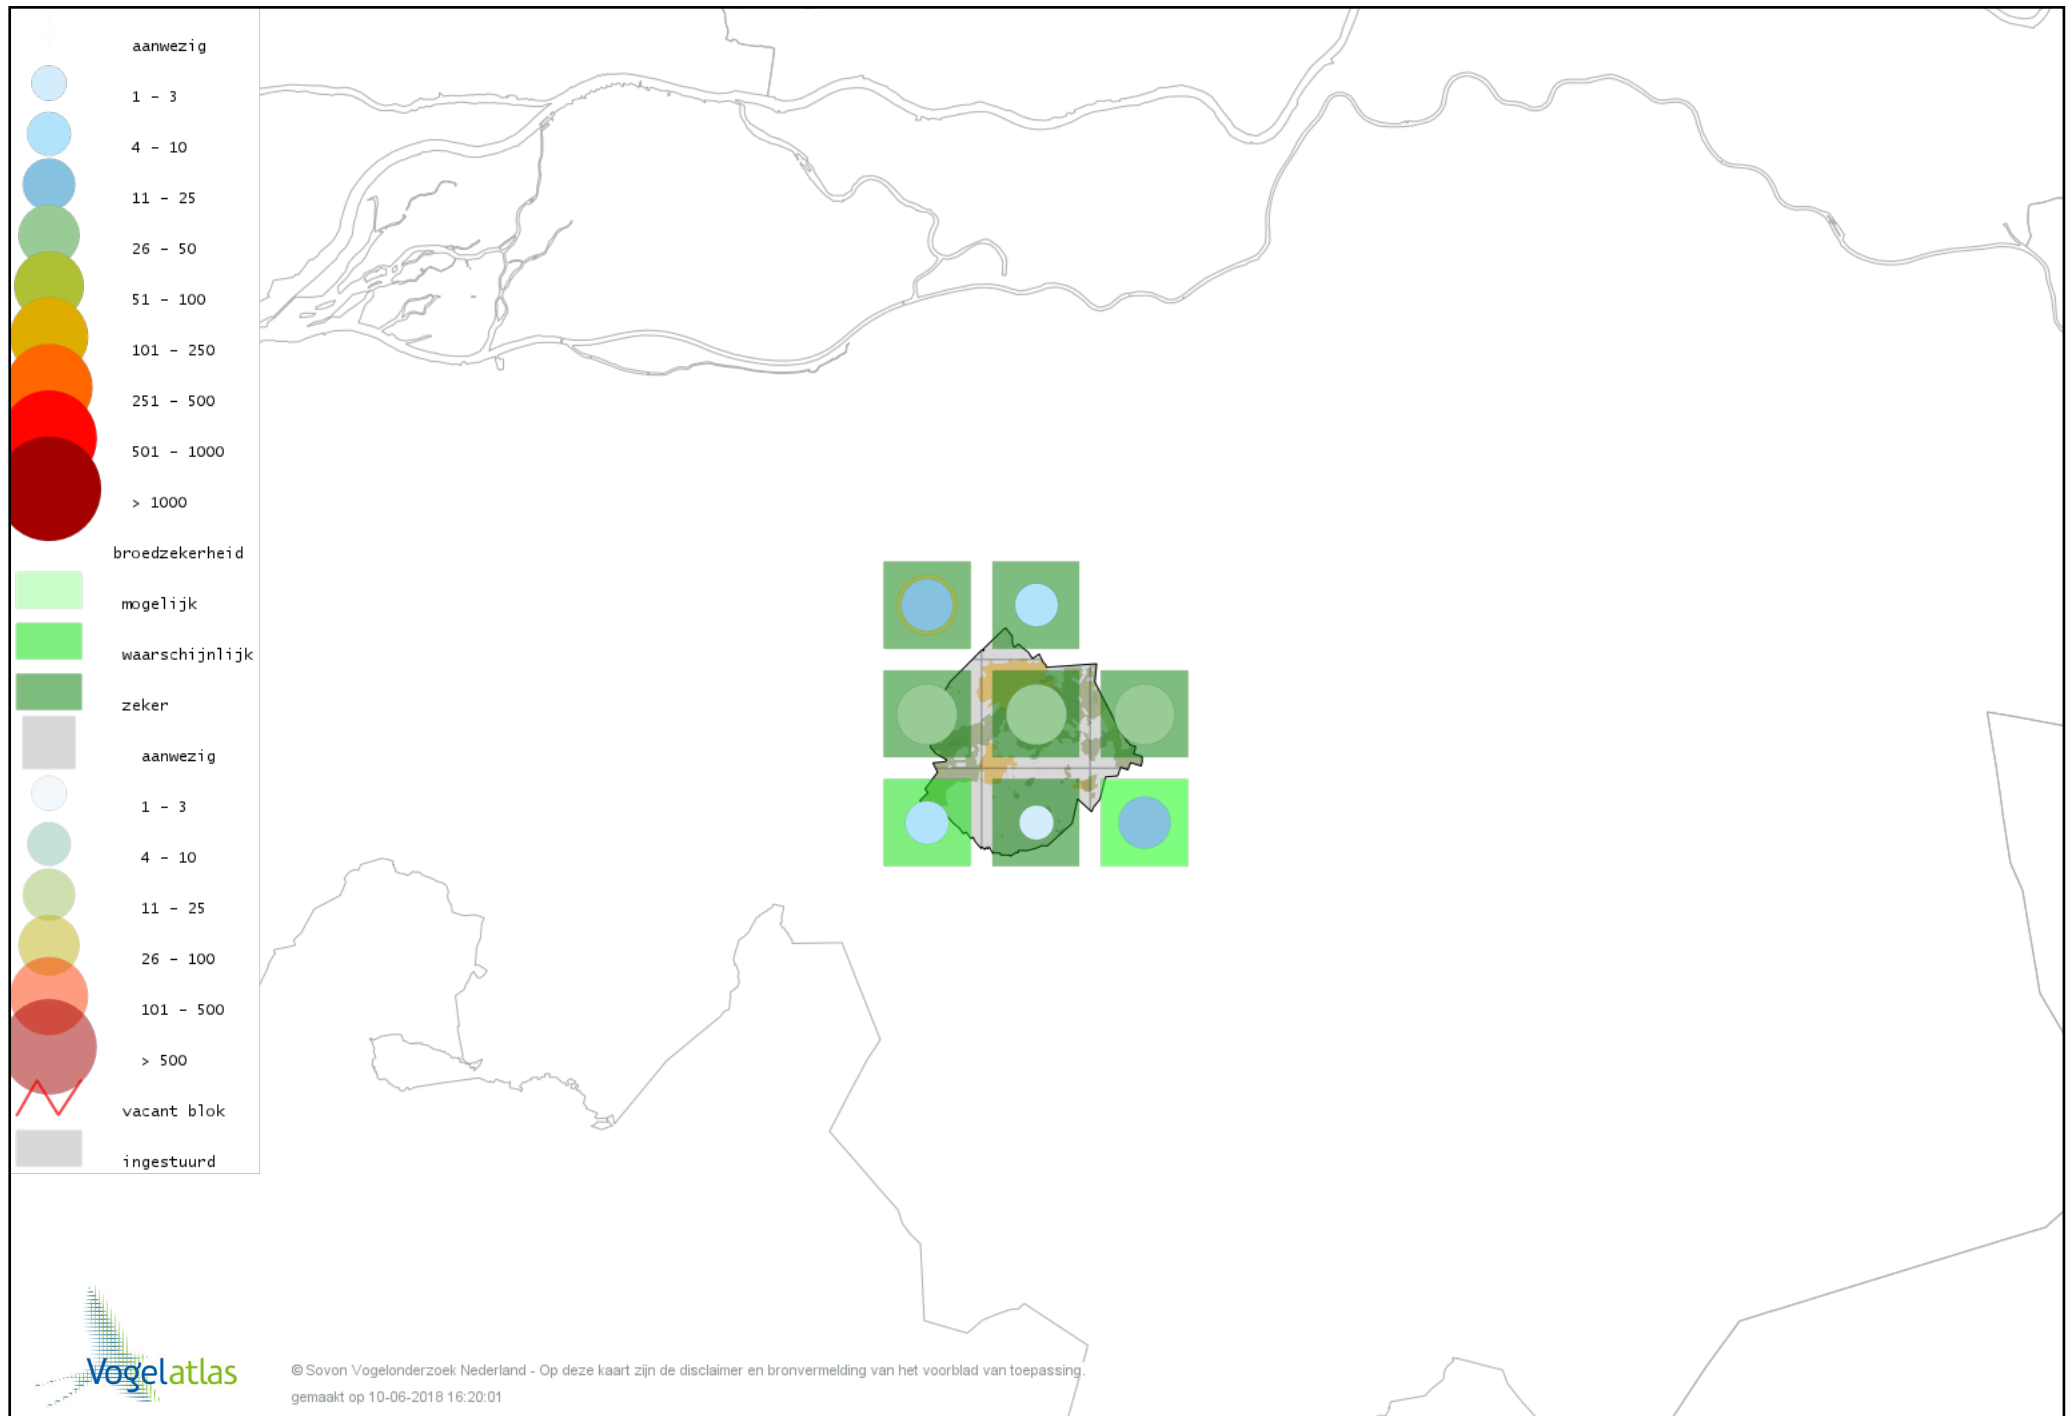 aanwezig
1 - 3
4 - 10
11 - 25
26 - 50
51 - 100
101 - 250
251 - 500
501 - 1000
> 1000
broedzekerheid
mogelijk
waarschijnlijk
zeker
aanwezig
1 - 3
4 - 10
11 - 25
26 - 100
101 - 500
> 500
vacant blok
ingestuurd
Vogelatlas
© Sovon Vogelonderzoek Nederland - Op deze kaart zijn de disclaimer en bronvermelding van het voorblad van toepassing.
gemaakt op 10-06-2018 16:20:01